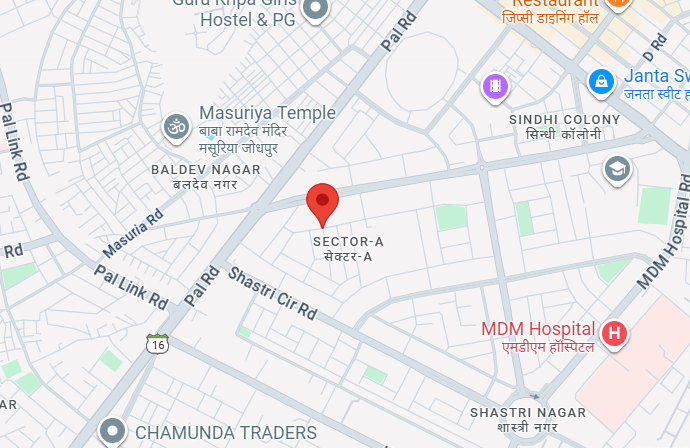 Guru Kripa Girls
Hostel & PG
Pal Rd
Restaurant
जिप्सी डाइनिंग हॉल
D Rd
Janta Sw
जनता स्वीट ह
Pal Link Rd
Masuriya Temple
बाबा रामदेव मंदिर
मसूरिया जोधपुर
SINDHI COLONY
सिन्धी कॉलोनी
BALDEV NAGAR
बलदेव नगर
Masuria Rd
SECTOR-A
सेक्टर-A
MDM Hospital Rd
Rd
Pal Link Rd
Pal Rd
Shastri Cir Rd
16
MDM Hospital
एमडीएम हॉस्पिटल
H
AR
SHASTRI NAGAR
शास्त्री नगर
CHAMUNDA TRADERS